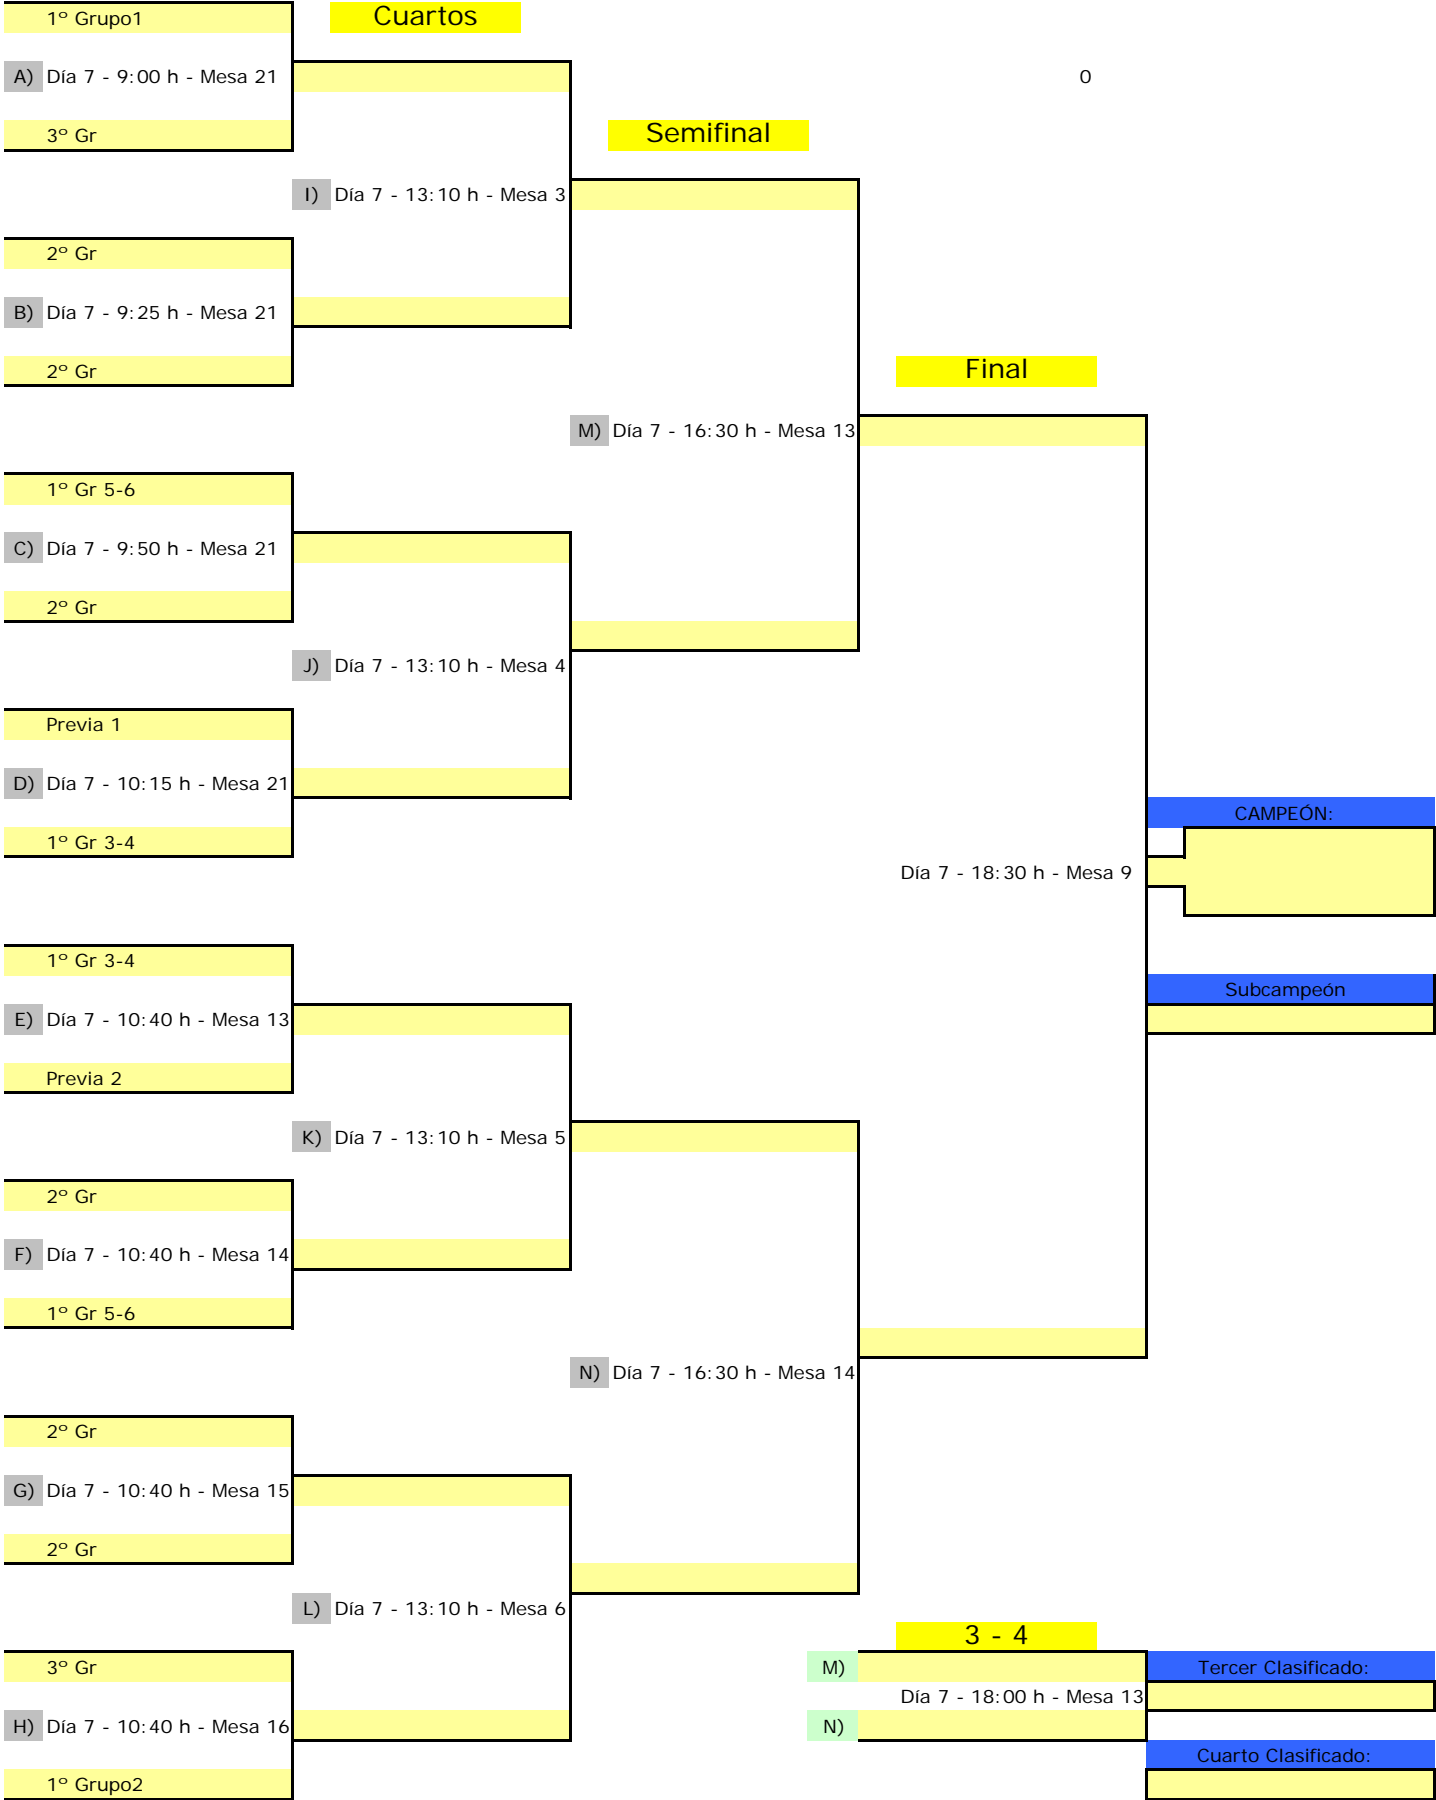 1º Grupo1
Cuartos
A) Día 7 - 9:00 h - Mesa 21
0
3º Gr
Semifinal
I) Día 7 - 13:10 h - Mesa 3
2º Gr
B) Día 7 - 9:25 h - Mesa 21
2º Gr
Final
M) Día 7 - 16:30 h - Mesa 13
1º Gr 5-6
C) Día 7 - 9:50 h - Mesa 21
2º Gr
J) Día 7 - 13:10 h - Mesa 4
Previa 1
D) Día 7 - 10:15 h - Mesa 21
CAMPEÓN:
1º Gr 3-4
Día 7 - 18:30 h - Mesa 9
1º Gr 3-4
Subcampeón
E) Día 7 - 10:40 h - Mesa 13
Previa 2
K) Día 7 - 13:10 h - Mesa 5
2º Gr
F) Día 7 - 10:40 h - Mesa 14
1º Gr 5-6
N) Día 7 - 16:30 h - Mesa 14
2º Gr
G) Día 7 - 10:40 h - Mesa 15
2º Gr
L) Día 7 - 13:10 h - Mesa 6
3 - 4
3º Gr
M)
Tercer Clasificado:
Día 7 - 18:00 h - Mesa 13
H) Día 7 - 10:40 h - Mesa 16
N)
Cuarto Clasificado:
1º Grupo2